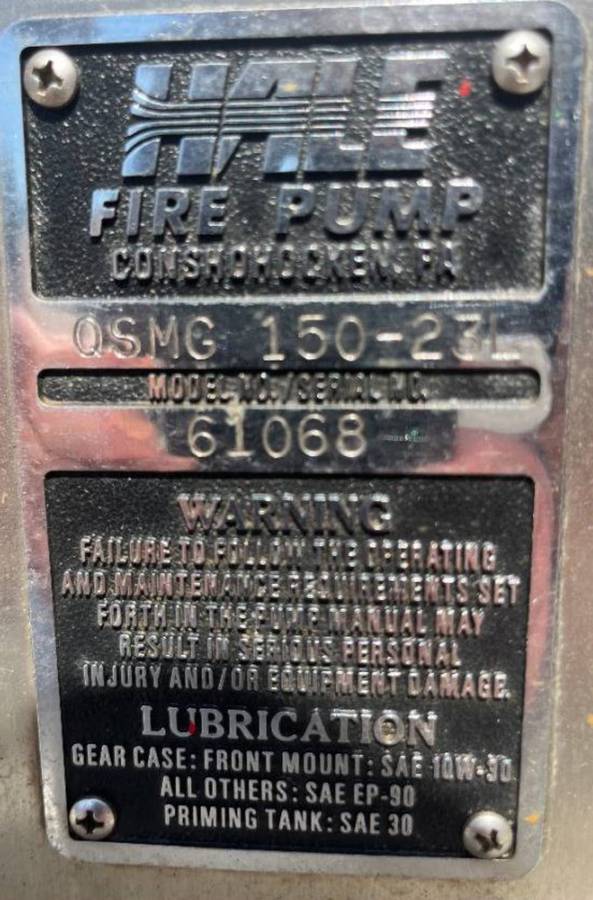 HALE
FIRE PUMP
CONSHOHOCKEN, PA
QSMG 150-23L
MODEL NO./SERIAL NO.
61068
WARNING
FAILURE TO FOLLOW THE OPERATING
AND MAINTENANCE REQUIREMENTS SET
FORTH IN THE PUMP MANUAL MAY
RESULT IN SERIOUS PERSONAL
INJURY AND/OR EQUIPMENT DAMAGE.
LUBRICATION
GEAR CASE: FRONT MOUNT: SAE 10W-30
ALL OTHERS: SAE EP-90
PRIMING TANK: SAE 30